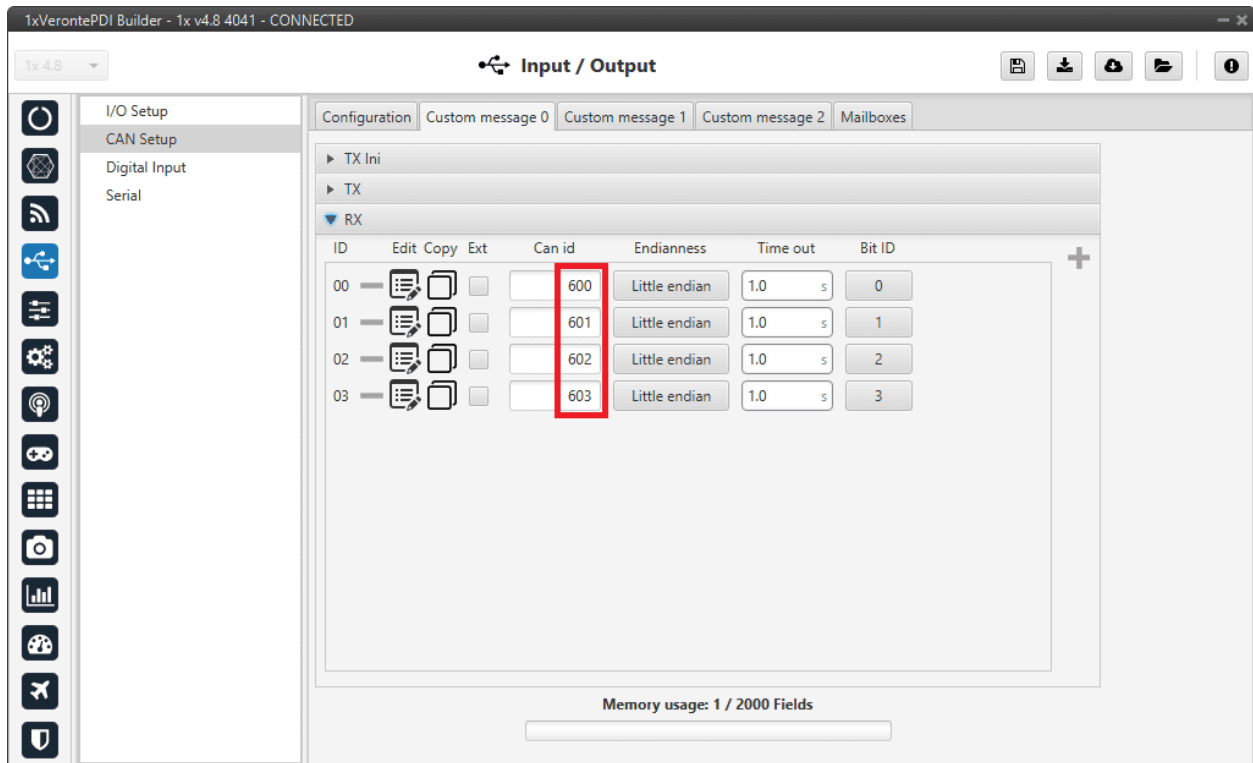 1xVerontePDI Builder - 1x v4.8 4041 - CONNECTED
1x 4.8
Input / Output
I/O Setup
CAN Setup
Digital Input
Serial
Configuration Custom message 0 Custom message 1 Custom message 2 Mailboxes
TX Ini
TX
RX
ID Edit Copy Ext Can id Endianness Time out Bit ID
00 600 Little endian 1.0 s 0
01 601 Little endian 1.0 s 1
02 602 Little endian 1.0 s 2
03 603 Little endian 1.0 s 3
Memory usage: 1 / 2000 Fields